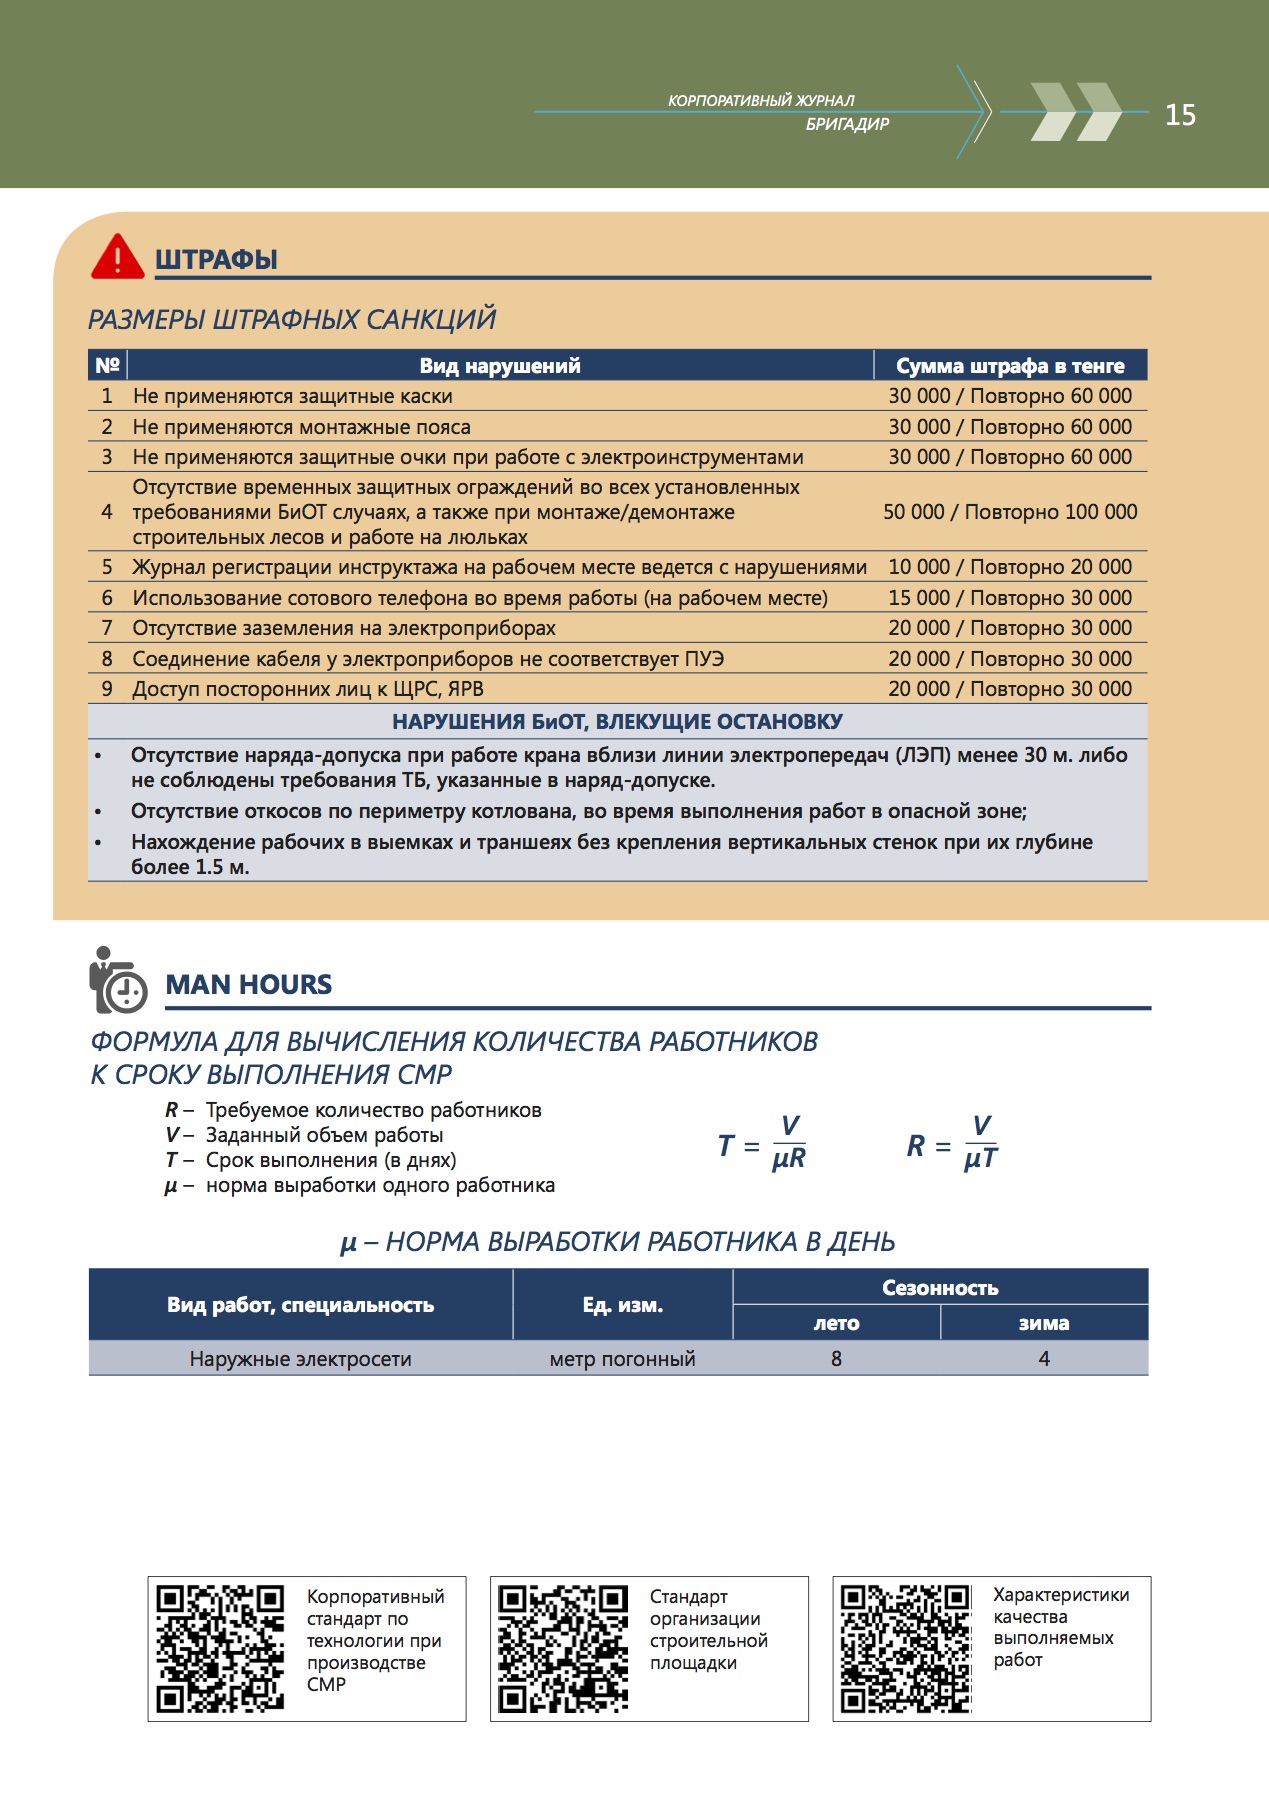 КОРПОРАТИВНЫЙ ЖУРНАЛ
БРИГАДИР
15
ШТРАФЫ
РАЗМЕРЫ ШТРАФНЫХ САНКЦИЙ
№ Вид нарушений Сумма штрафа в тенге
1 Не применяются защитные каски 30 000 / Повторно 60 000
2 Не применяются монтажные пояса 30 000 / Повторно 60 000
3 Не применяются защитные очки при работе с электроинструментами 30 000 / Повторно 60 000
Отсутствие временных защитных ограждений во всех установленных
4 требованиями БиОТ случаях, а также при монтаже/демонтаже 50 000 / Повторно 100 000
строительных лесов и работе на люльках
5 Журнал регистрации инструктажа на рабочем месте ведется с нарушениями 10 000 / Повторно 20 000
6 Использование сотового телефона во время работы (на рабочем месте) 15 000 / Повторно 30 000
7 Отсутствие заземления на электроприборах 20 000 / Повторно 30 000
8 Соединение кабеля у электроприборов не соответствует ПУЭ 20 000 / Повторно 30 000
9 Доступ посторонних лиц к ЩРС, ЯРВ 20 000 / Повторно 30 000
НАРУШЕНИЯ БиОТ, ВЛЕКУЩИЕ ОСТАНОВКУ
• Отсутствие наряда-допуска при работе крана вблизи линии электропередач (ЛЭП) менее 30 м. либо
не соблюдены требования ТБ, указанные в наряд-допуске.
• Отсутствие откосов по периметру котлована, во время выполнения работ в опасной зоне;
• Нахождение рабочих в выемках и траншеях без крепления вертикальных стенок при их глубине
более 1.5 м.
MAN HOURS
ФОРМУЛА ДЛЯ ВЫЧИСЛЕНИЯ КОЛИЧЕСТВА РАБОТНИКОВ
К СРОКУ ВЫПОЛНЕНИЯ СМР
R – Требуемое количество работников
V – Заданный объем работы
T – Срок выполнения (в днях)
μ – норма выработки одного работника
T = V / μR
R = V / μT
μ – НОРМА ВЫРАБОТКИ РАБОТНИКА В ДЕНЬ
Вид работ, специальность Ед. изм. Сезонность
лето зима
Наружные электросети метр погонный 8 4
Корпоративный
стандарт по
технологии при
производстве
СМР
Стандарт
организации
строительной
площадки
Характеристики
качества
выполняемых
работ